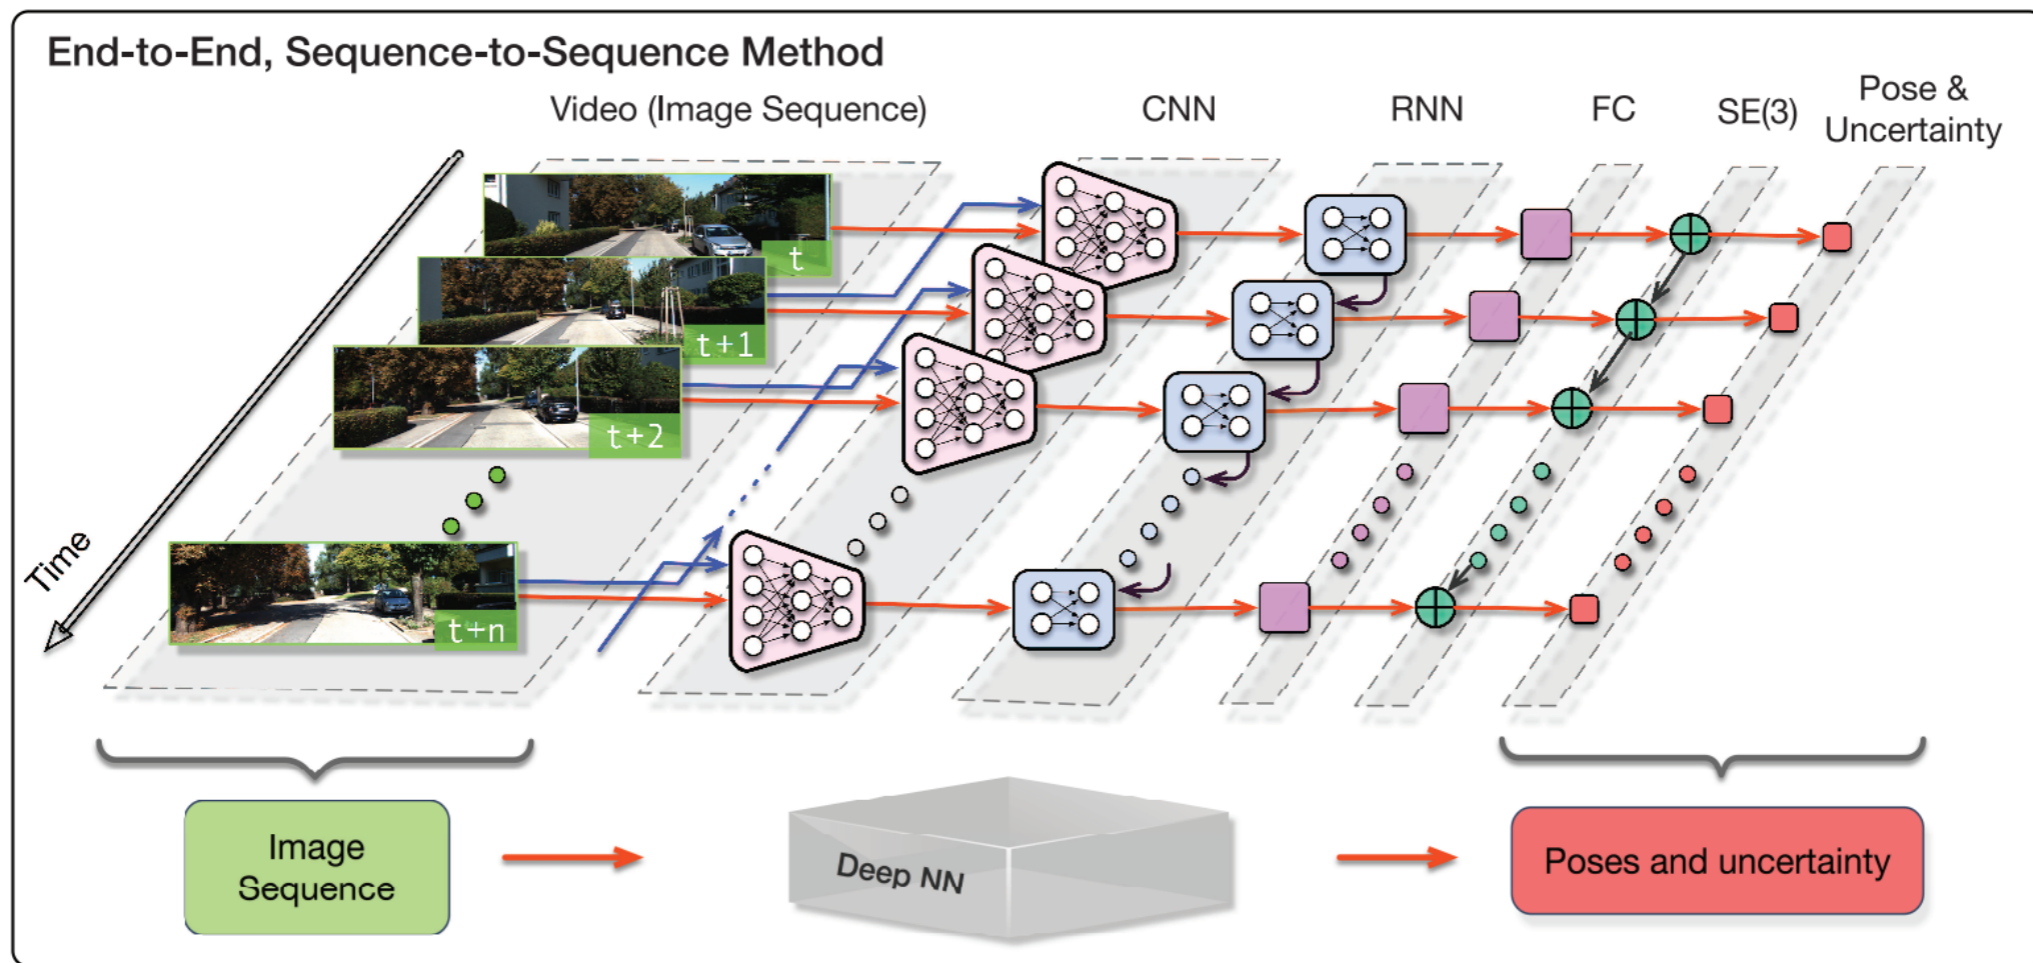 End-to-End, Sequence-to-Sequence Method
Video (Image Sequence)
CNN
RNN
FC
SE(3)
Pose &
Uncertainty
t
t+1
t+2
t+n
Time
Image
Sequence
Deep NN
Poses and uncertainty